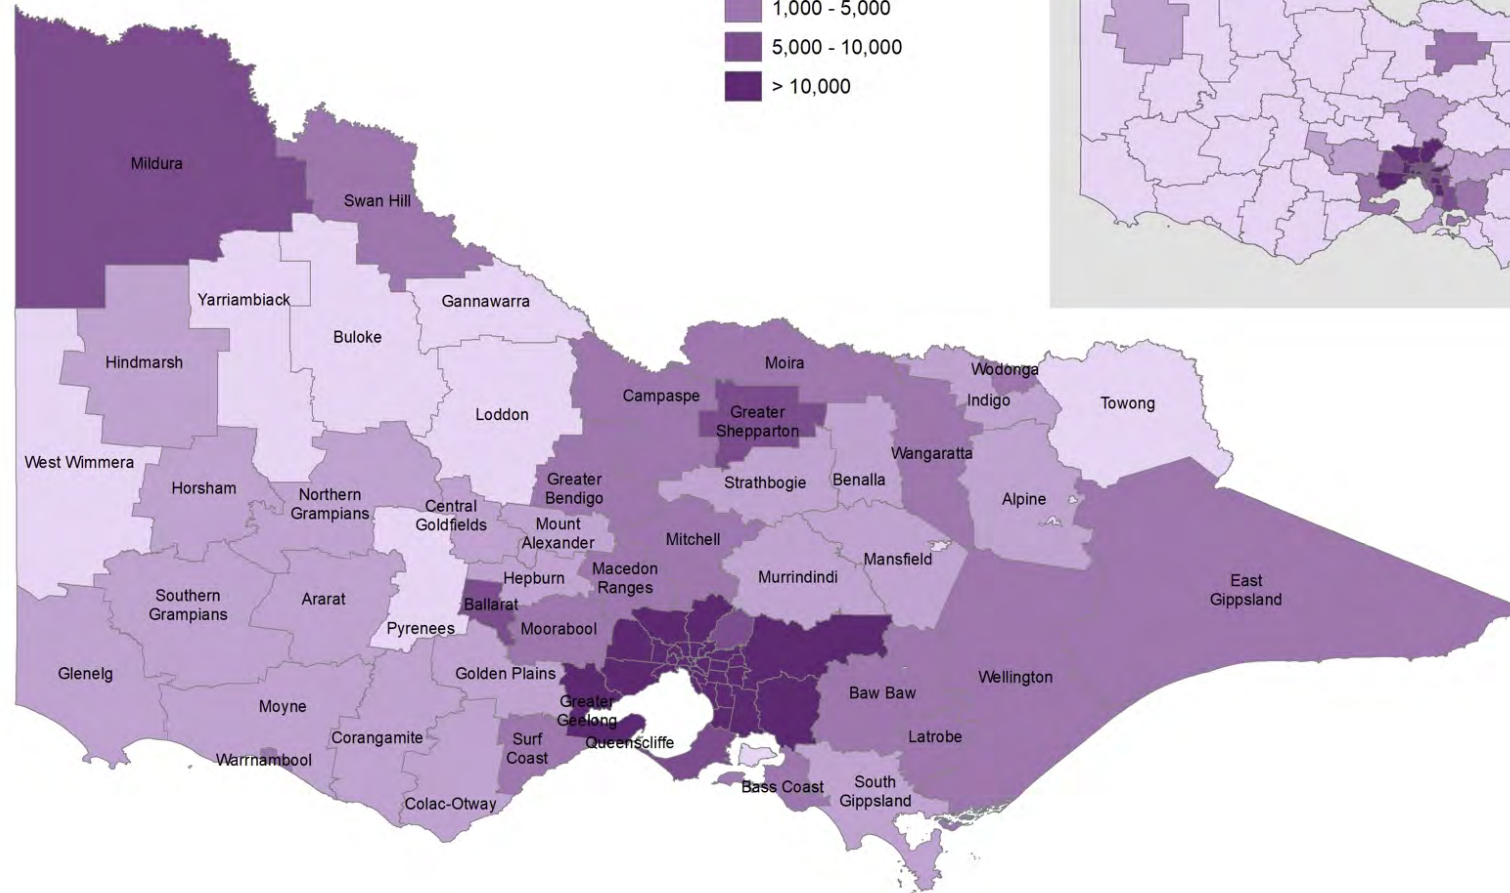 1,000 - 5,000
5,000 - 10,000
> 10,000
Mildura
Swan Hill
Yarriambiack
Gannawarra
Buloke
Hindmarsh
Moira
Wodonga
Campaspe
Indigo
Towong
Loddon
Greater
Shepparton
West Wimmera
Wangaratta
Horsham
Northern
Grampians
Central
Goldfields
Greater
Bendigo
Strathbogie
Benalla
Alpine
Mount
Alexander
Mitchell
Mansfield
Hepburn
Macedon
Ranges
Murrindindi
East
Gippsland
Southern
Grampians
Ararat
Ballarat
Pyrenees
Moorabool
Glenelg
Golden Plains
Wellington
Baw Baw
Moyne
Greater
Geelong
Corangamite
Surf
Coast
Queenscliffe
Latrobe
Warrnambool
Bass Coast
South
Gippsland
Colac-Otway